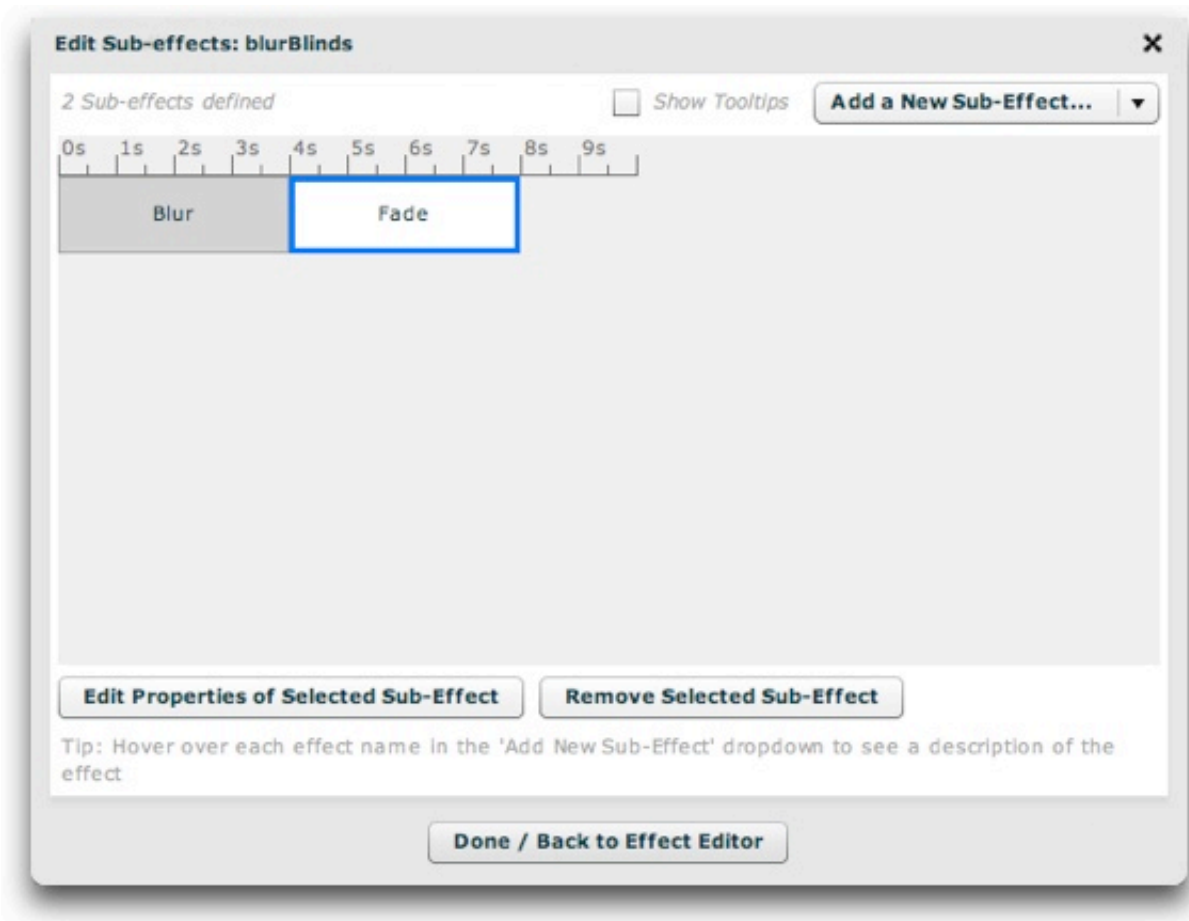 Edit Sub-effects: blurBlinds
2 Sub-effects defined
Show Tooltips
Add a New Sub-Effect...
0s 1s 2s 3s 4s 5s 6s 7s 8s 9s
Blur
Fade
Edit Properties of Selected Sub-Effect
Remove Selected Sub-Effect
Tip: Hover over each effect name in the 'Add New Sub-Effect' dropdown to see a description of the
effect
Done / Back to Effect Editor